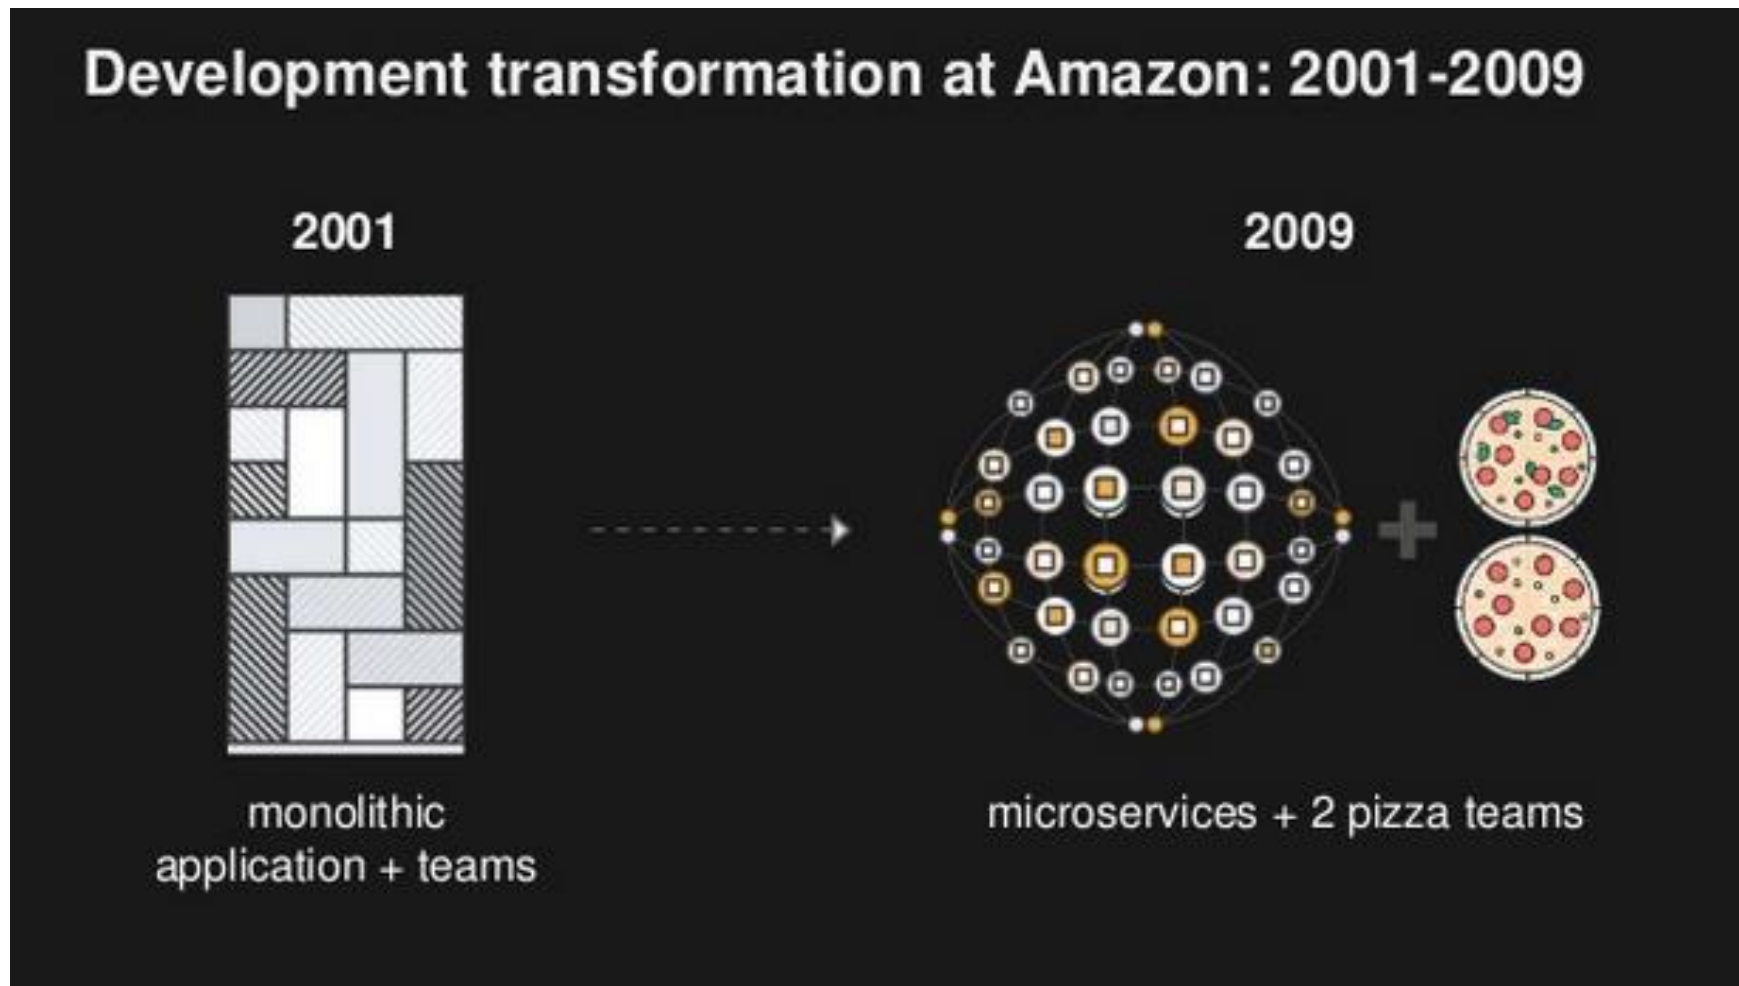 Development transformation at Amazon: 2001-2009
2001
2009
monolithic
application + teams
microservices + 2 pizza teams